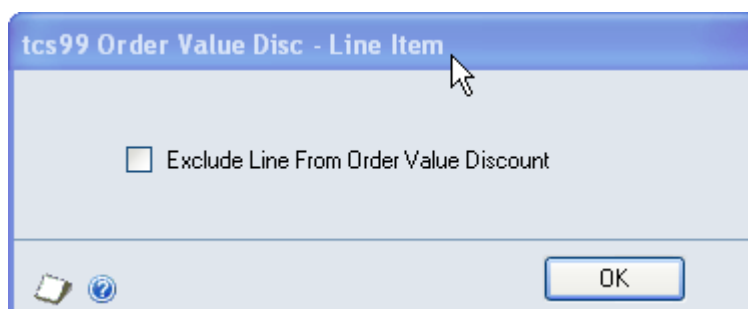 tcs99 Order Value Disc - Line Item
Exclude Line From Order Value Discount
OK